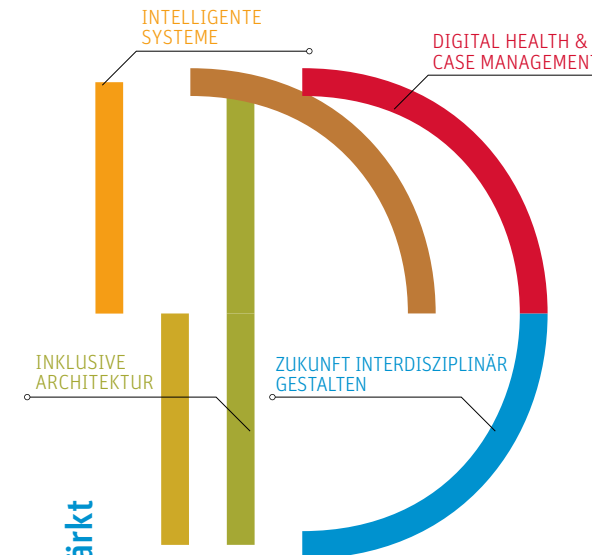 INTELLIGENTE
SYSTEME
DIGITAL HEALTH &
CASE MANAGEMENT
INKLUSIVE
ARCHITEKTUR
ZUKUNFT INTERDISZIPLINÄR
GESTALTEN
ärkt